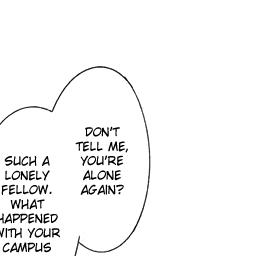 DON'T
TELL ME,
YOU'RE
ALONE
AGAIN?
SUCH A
LONELY
FELLOW.
WHAT
HAPPENED
WITH YOUR
CAMPUS